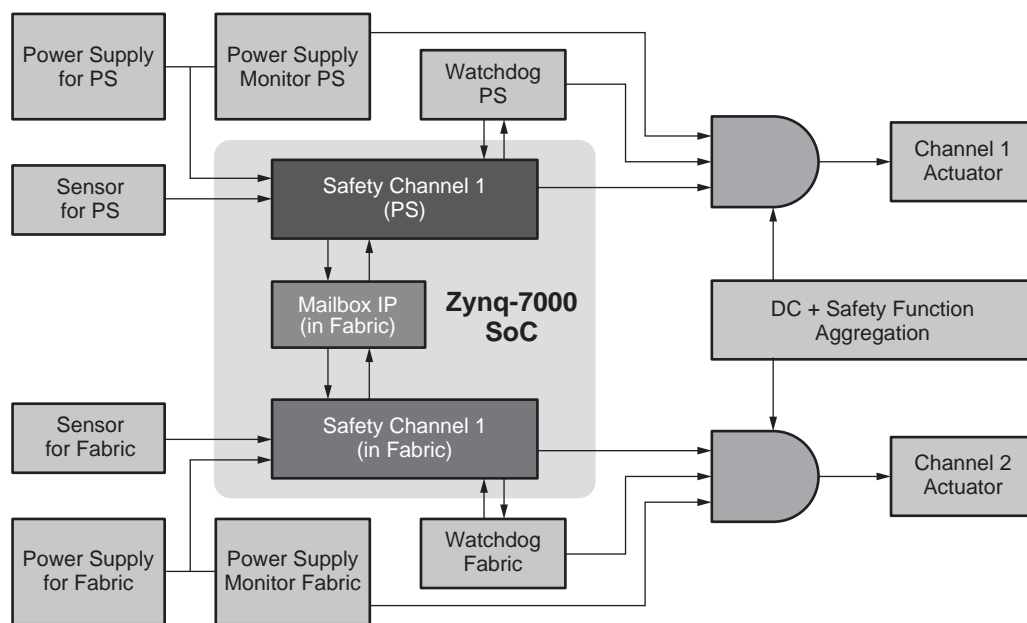 Power Supply
for PS
Power Supply
Monitor PS
Watchdog
PS
Channel 1
Actuator
Sensor
for PS
Safety Channel 1
(PS)
Mailbox IP
(in Fabric)
Zynq-7000
SoC
DC + Safety Function
Aggregation
Sensor
for Fabric
Safety Channel 1
(in Fabric)
Channel 2
Actuator
Power Supply
for Fabric
Power Supply
Monitor Fabric
Watchdog
Fabric